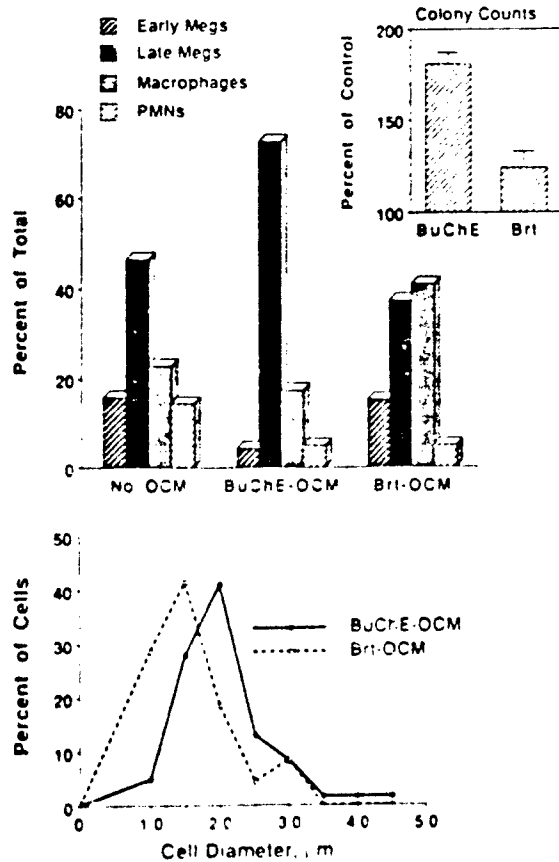 Early Megs
Late Megs
Macrophages
PMNs
Colony Counts
Percent of Control
200
150
100
BuChE
Brt
Percent of Total
80
60
40
20
0
No OCM
BuChE-OCM
Brt-OCM
Percent of Cells
50
40
30
20
10
0
BuChE-OCM
Brt-OCM
0
10
20
30
40
50
Cell Diameter, m